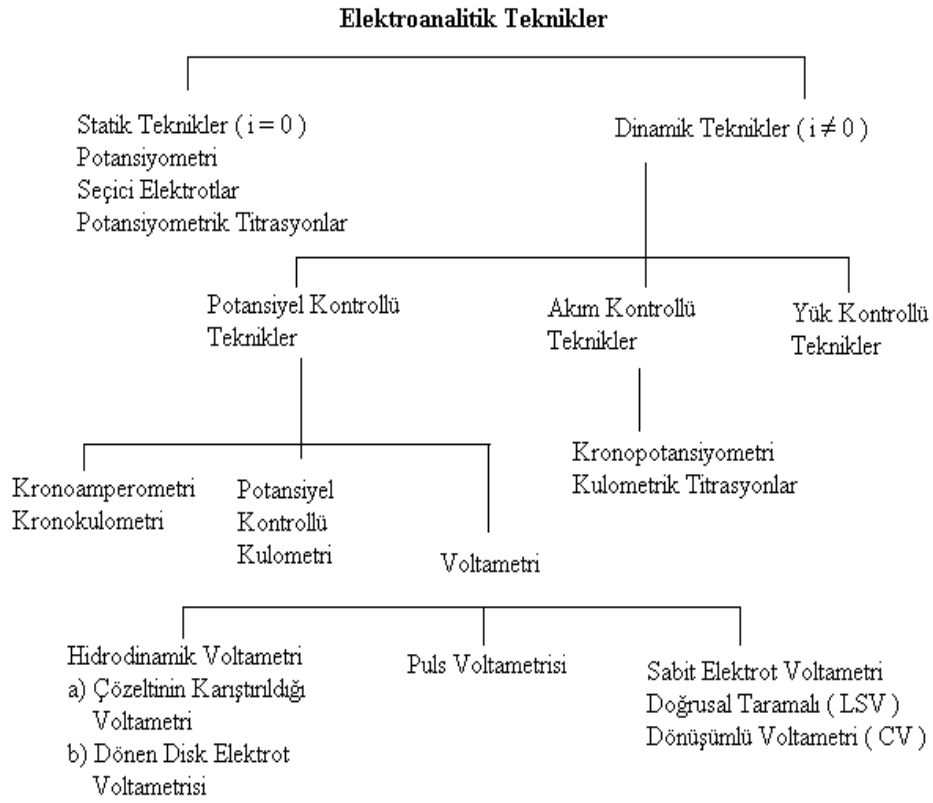 Elektroanalitik Teknikler
Statik Teknikler ( i = 0 )
Potansiyometri
Seçici Elektrotlar
Potansiyometrik Titrasyonlar
Dinamik Teknikler ( i ≠ 0 )
Potansiyel Kontrollü
Teknikler
Akım Kontrollü
Teknikler
Yük Kontrollü
Teknikler
Kronoamperometri
Kronokulometri
Potansiyel
Kontrollü
Kulometri
Voltametri
Kronopotansiyometri
Kulometrik Titrasyonlar
Hidrodinamik Voltametri
a) Çözeltinin Karıştırıldığı
Voltametri
b) Dönen Disk Elektrot
Voltametrisi
Puls Voltametrisi
Sabit Elektrot Voltametri
Doğrusal Taramalı ( LSV )
Dönüşümlü Voltametri ( CV )